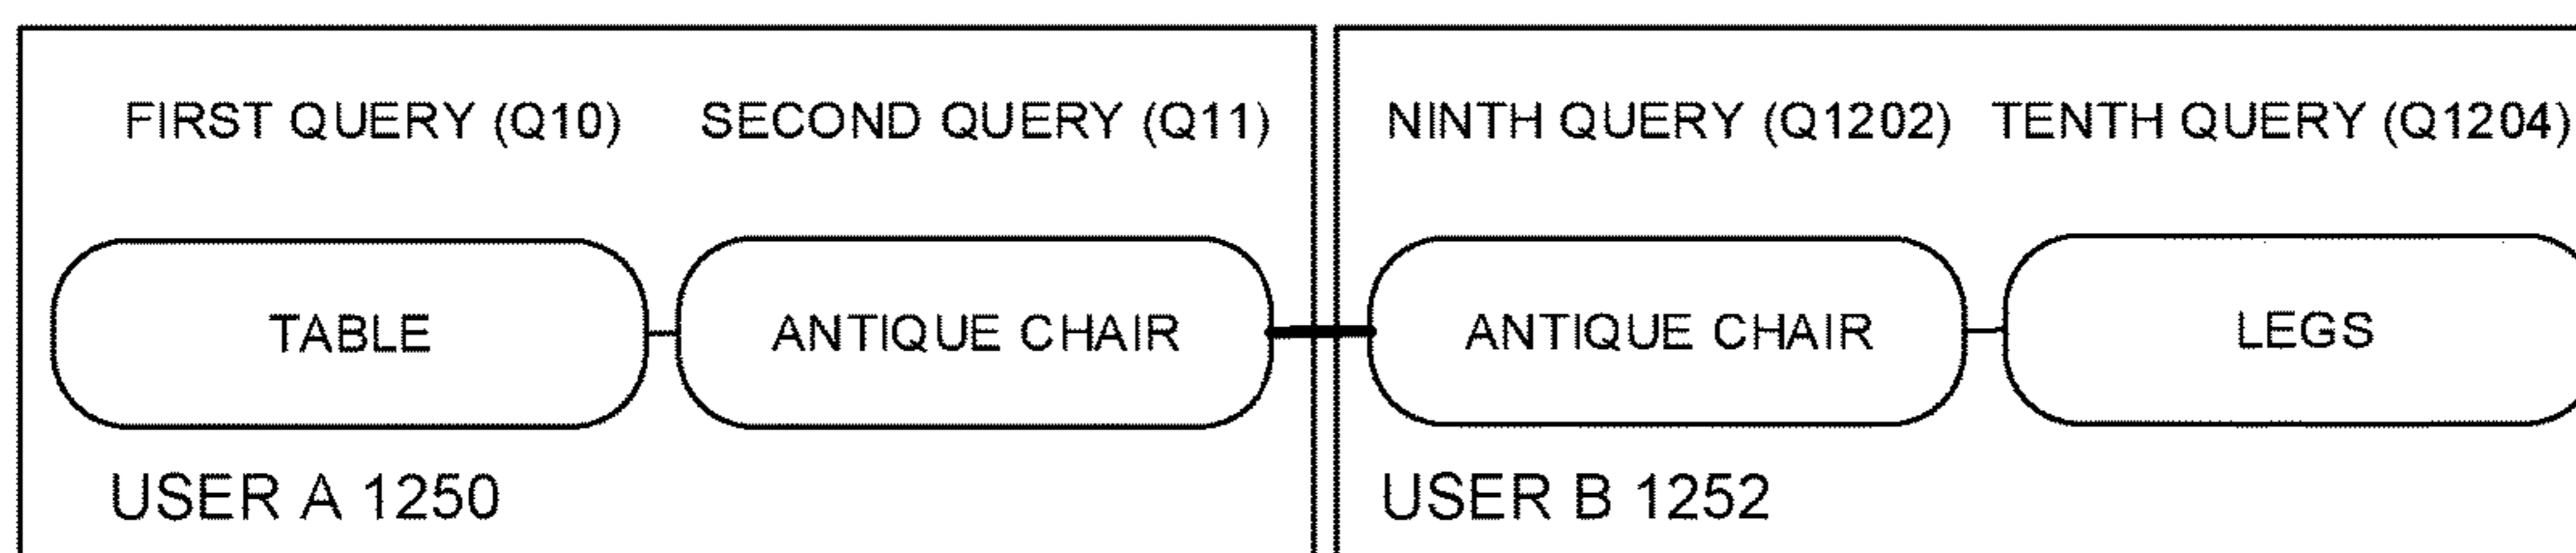 FIRST QUERY (Q10) SECOND QUERY (Q11) NINTH QUERY (Q1202) TENTH QUERY (Q1204)
TABLE ANTIQUE CHAIR ANTIQUE CHAIR LEGS
USER A 1250 USER B 1252